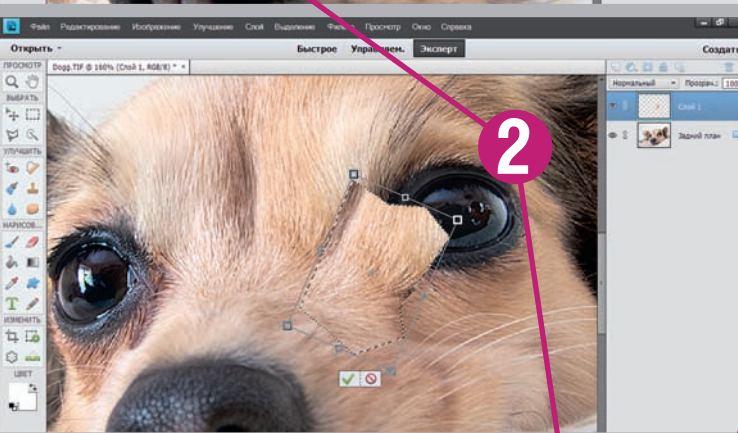 Файл Редактирование Изображение Улучшение Слой Выделение Фильтр Просмотр Окно Справка
Открыть
Быстрое Управляем. Эксперт
Создать
ПРОСМОТР
Dogg.TIF @ 160% (Слой 1, RGB/8) * ×
Нормальный Прозрач.: 100
ВЫБРАТЬ
Слой 1
2
Задний план
УЛУЧШИТЬ
НАРИСОВ...
T
ИЗМЕНИТЬ
ЦВЕТ